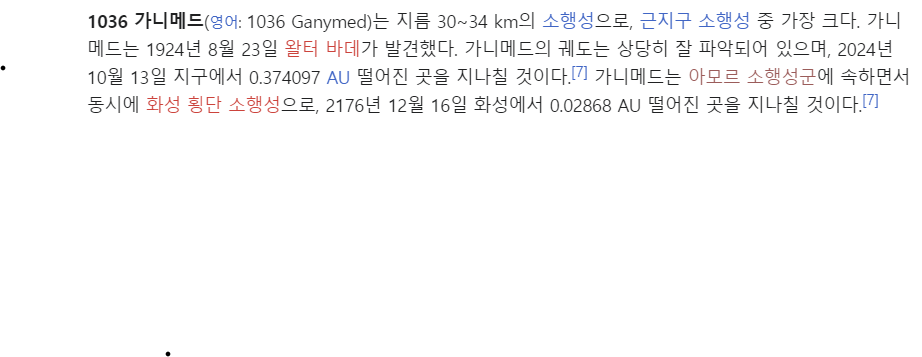 1036 가니메드(영어: 1036 Ganymed)는 지름 30~34 km의 소행성으로, 근지구 소행성 중 가장 크다. 가니
메드는 1924년 8월 23일 왈터 바데가 발견했다. 가니메드의 궤도는 상당히 잘 파악되어 있으며, 2024년
10월 13일 지구에서 0.374097 AU 떨어진 곳을 지나칠 것이다.[7] 가니메드는 아모르 소행성군에 속하면서
동시에 화성 횡단 소행성으로, 2176년 12월 16일 화성에서 0.02868 AU 떨어진 곳을 지나칠 것이다.[7]